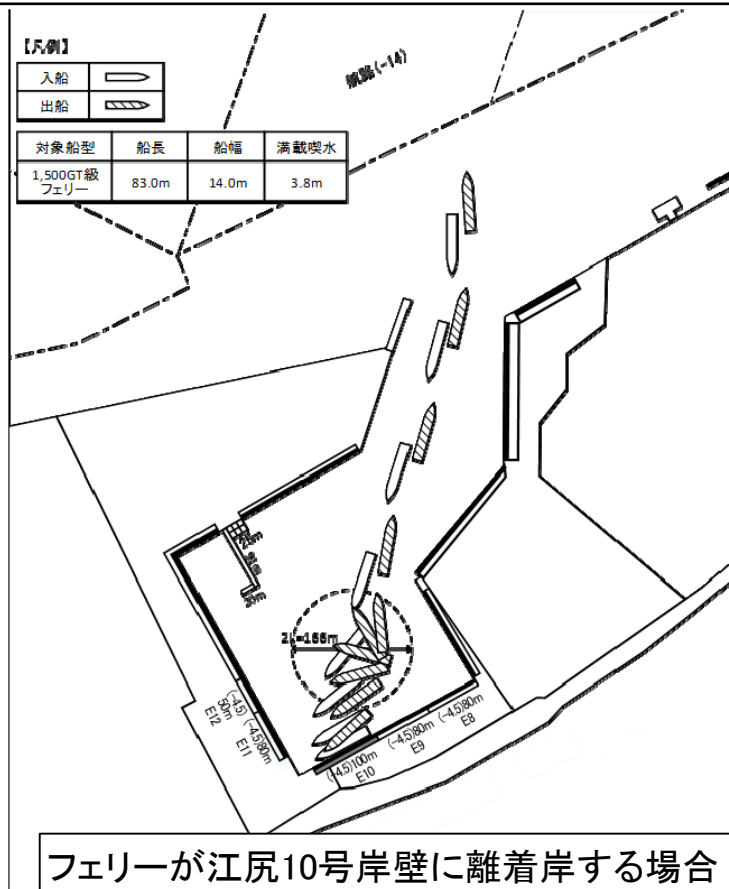 【凡例】
入船
出船
対象船型 船長 船幅 満載喫水
1,500GT級
フェリー 83.0m 14.0m 3.8m
航路(-14)
25m
30m
2L=166m
(-4.5)
50m
E12
(-4.5)80m
E11
(-4.5)100m
E10
(-4.5)80m
E9
(-4.5)80m
E8
フェリーが江尻10号岸壁に離着岸する場合